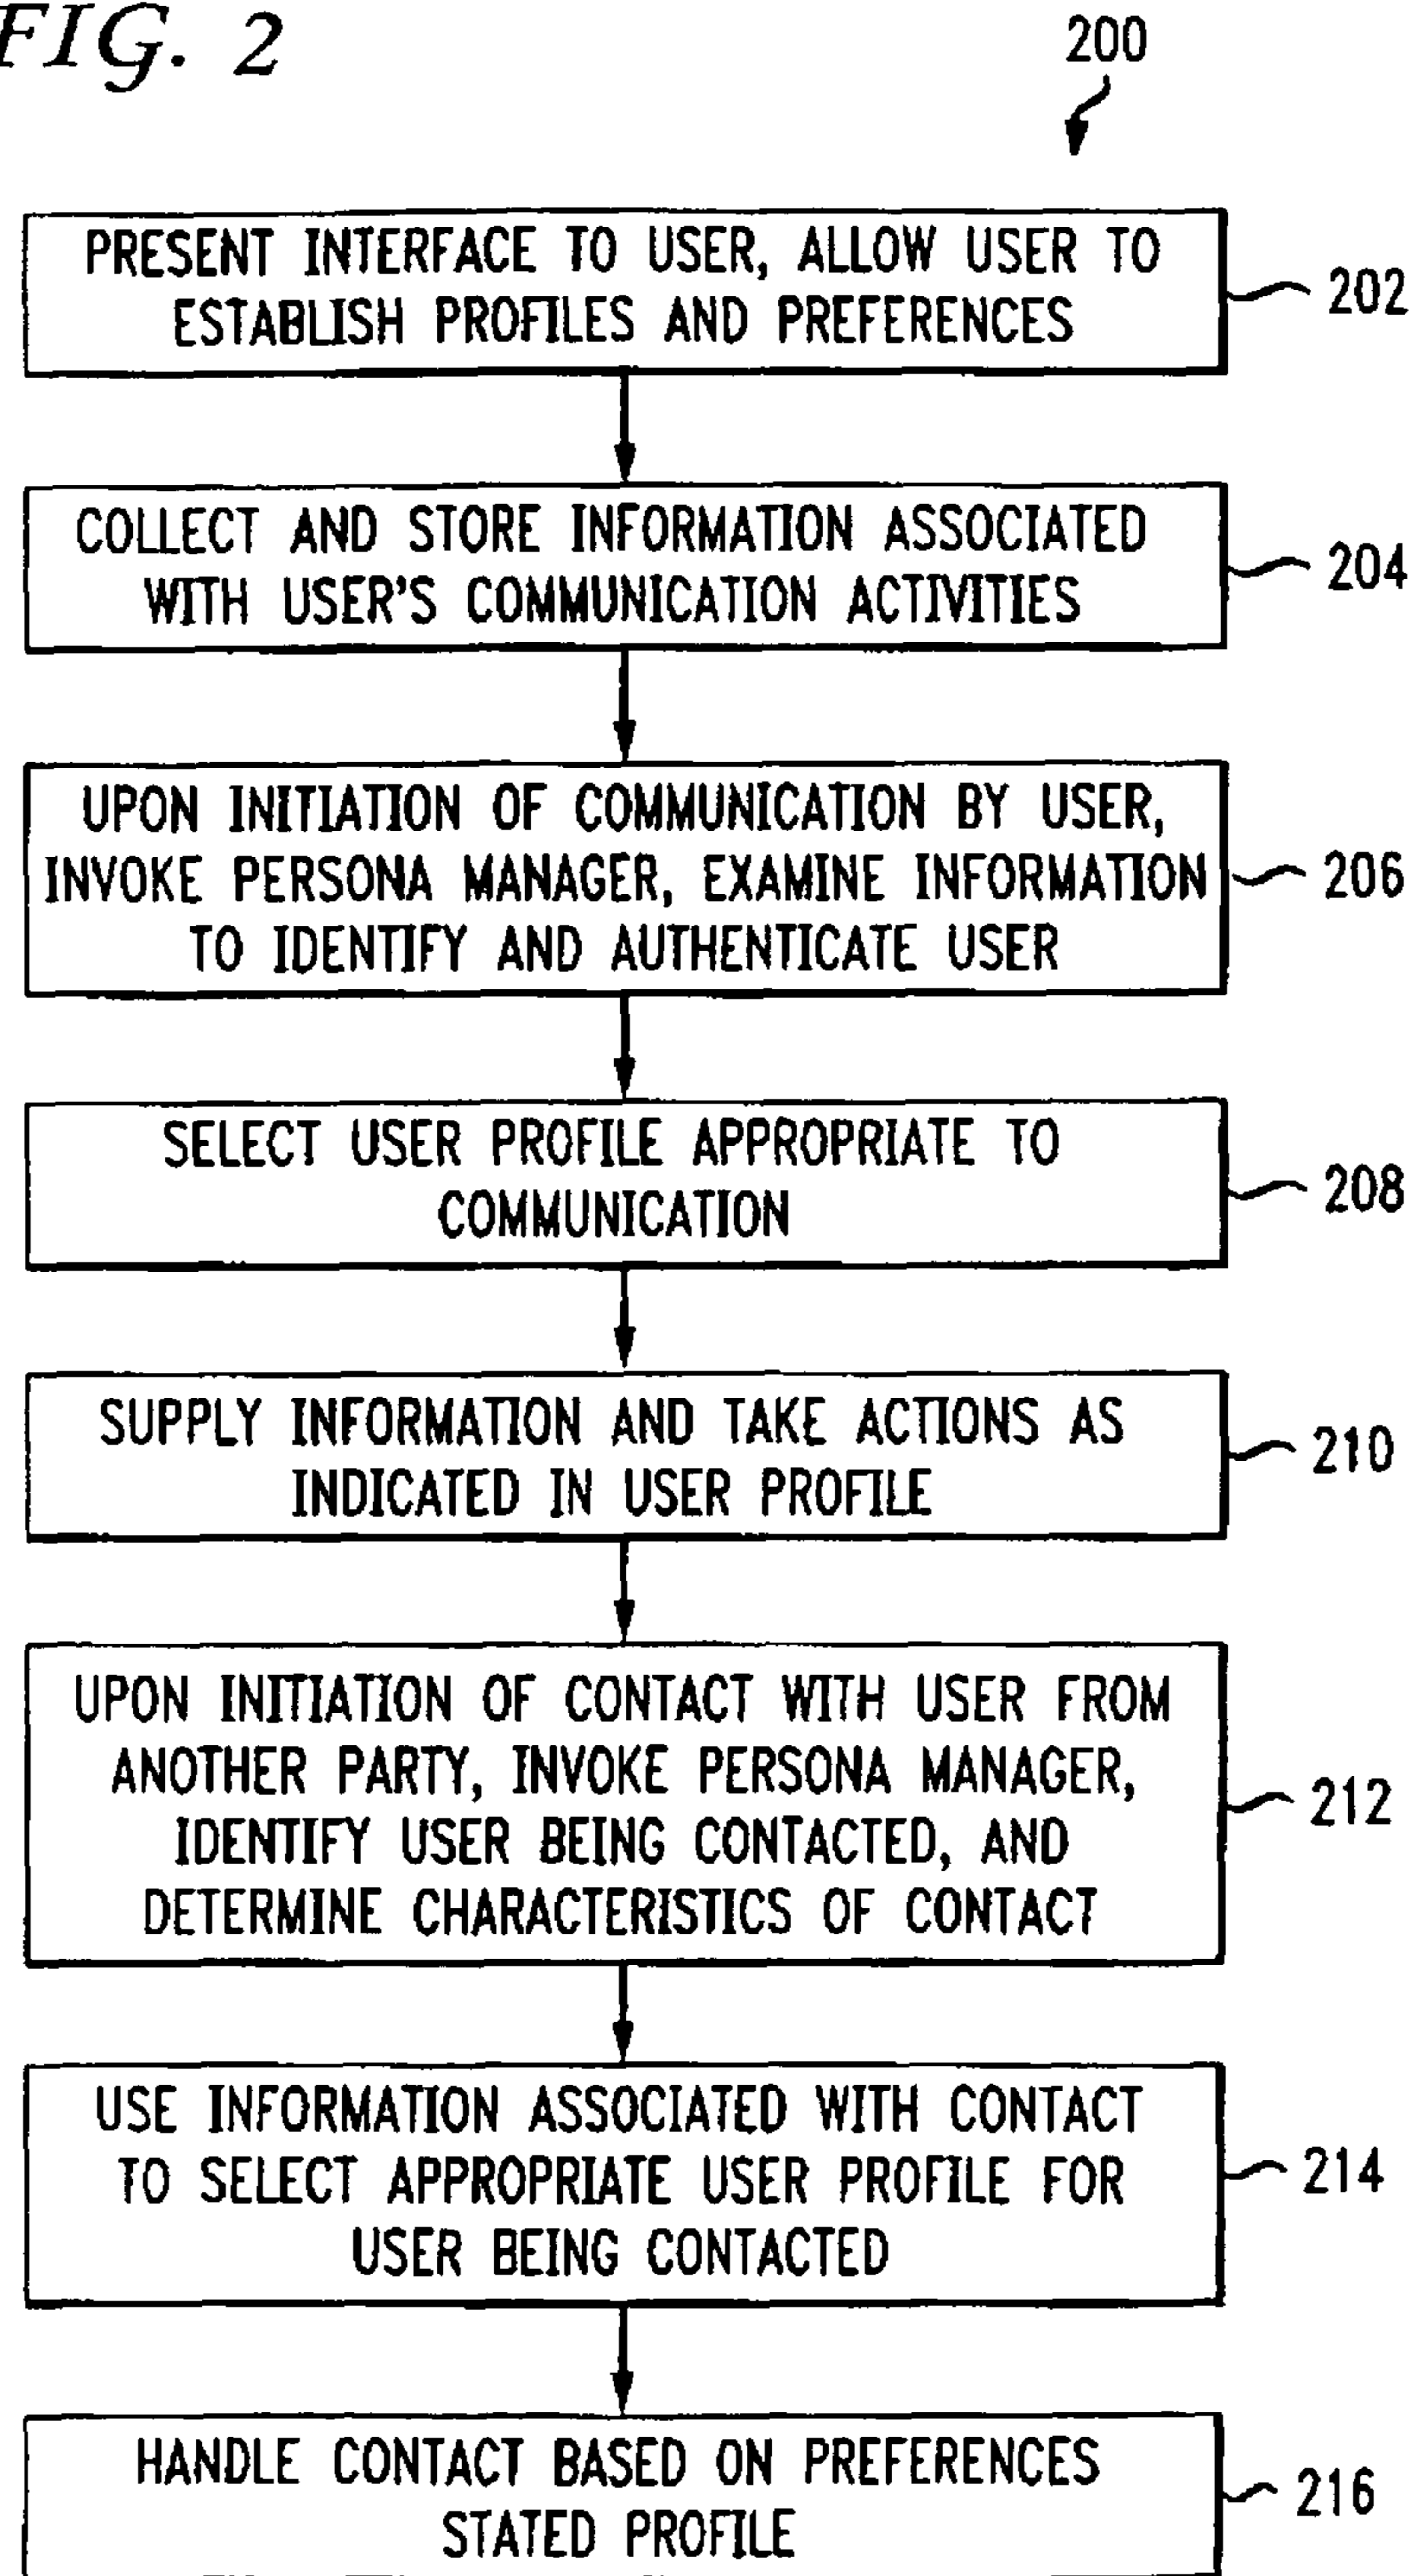 FIG. 2
200
PRESENT INTERFACE TO USER, ALLOW USER TO
ESTABLISH PROFILES AND PREFERENCES
202
COLLECT AND STORE INFORMATION ASSOCIATED
WITH USER'S COMMUNICATION ACTIVITIES
204
UPON INITIATION OF COMMUNICATION BY USER,
INVOKE PERSONA MANAGER, EXAMINE INFORMATION
TO IDENTIFY AND AUTHENTICATE USER
206
SELECT USER PROFILE APPROPRIATE TO
COMMUNICATION
208
SUPPLY INFORMATION AND TAKE ACTIONS AS
INDICATED IN USER PROFILE
210
UPON INITIATION OF CONTACT WITH USER FROM
ANOTHER PARTY, INVOKE PERSONA MANAGER,
IDENTIFY USER BEING CONTACTED, AND
DETERMINE CHARACTERISTICS OF CONTACT
212
USE INFORMATION ASSOCIATED WITH CONTACT
TO SELECT APPROPRIATE USER PROFILE FOR
USER BEING CONTACTED
214
HANDLE CONTACT BASED ON PREFERENCES
STATED PROFILE
216